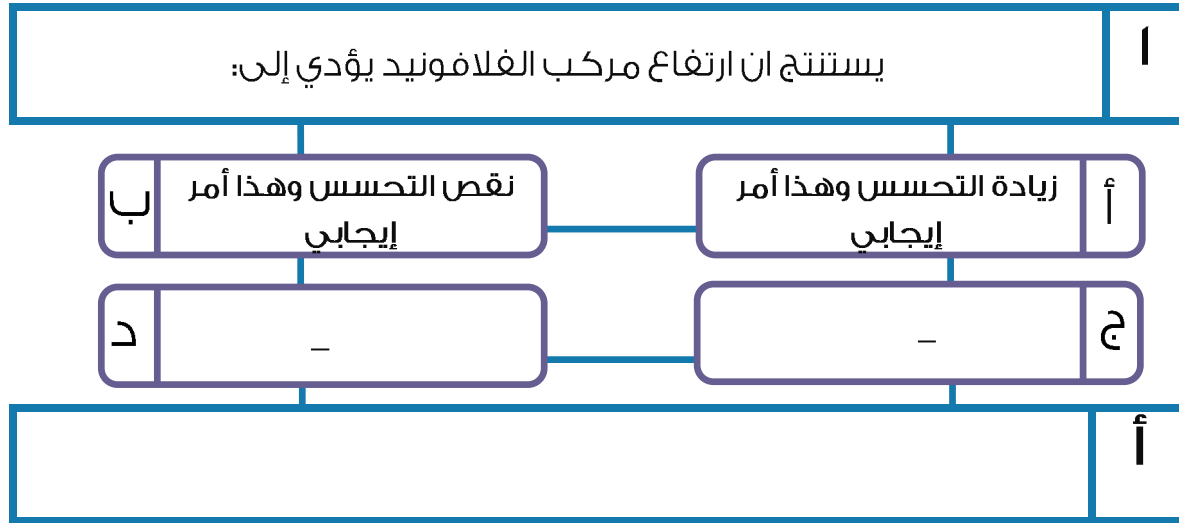 ا
يستنتج ان ارتفاع مركب الفلافونيد يؤدي إلى:
أ
زيادة التحسس وهذا أمر
إيجابي
ب
نقص التحسس وهذا أمر
إيجابي
ج
_
د
_
أ